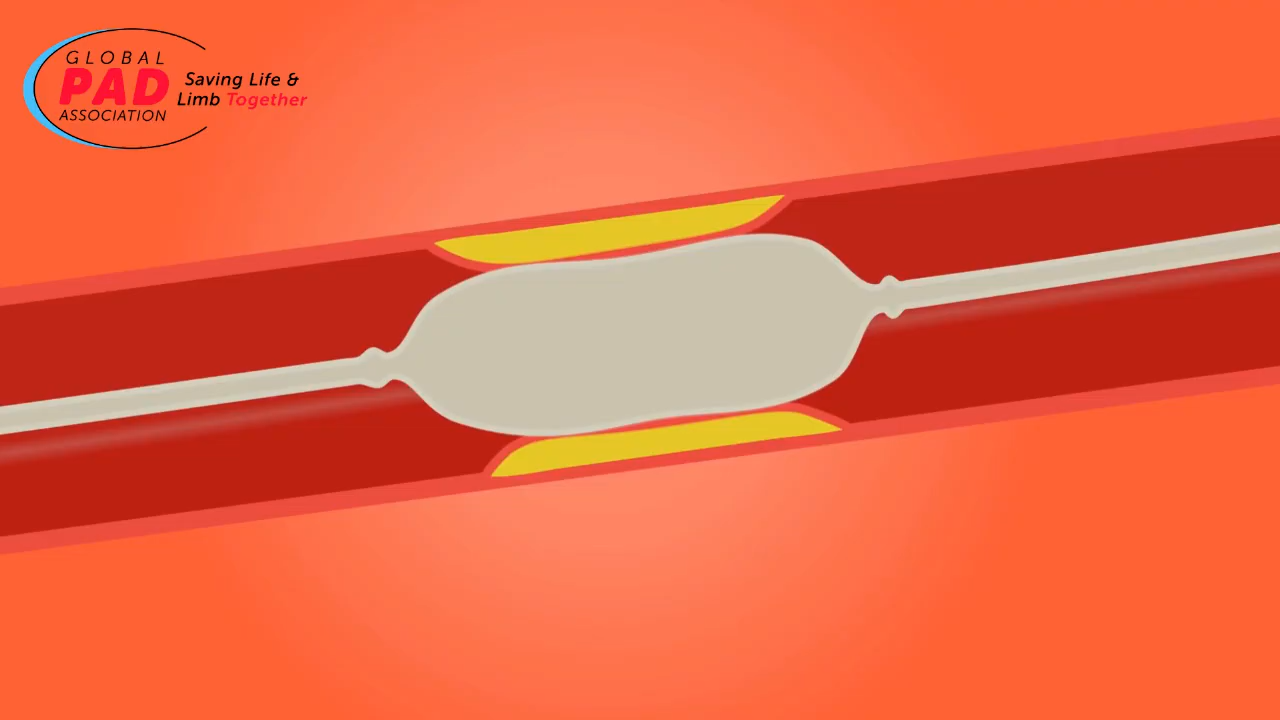 GLOBAL
PAD
ASSOCIATION
Saving Life &
Limb Together